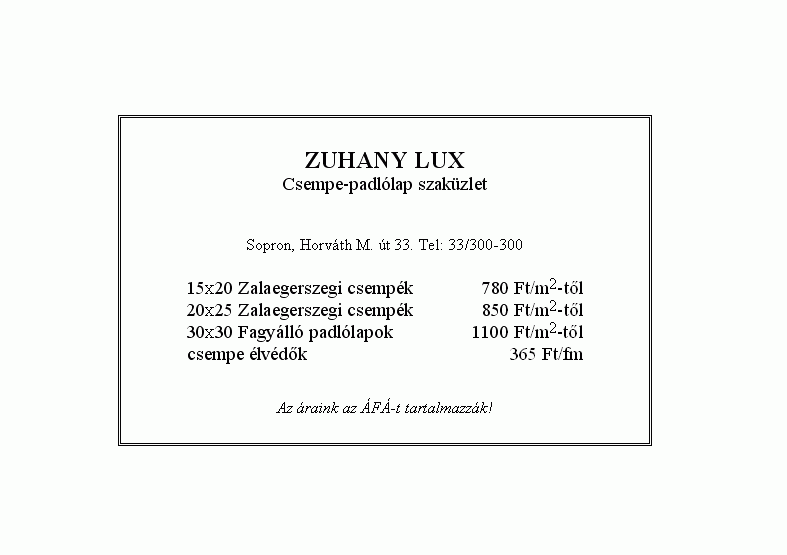 ZUHANY LUX
Csempe-padlólap szaküzlet
Sopron, Horváth M. út 33. Tel: 33/300-300
15x20 Zalaegerszegi csempék 780 Ft/m²-től
20x25 Zalaegerszegi csempék 850 Ft/m²-től
30x30 Fagyálló padlólapok 1100 Ft/m²-től
csempe élvédők 365 Ft/fm
Az áraink az ÁFÁ-t tartalmazzák!